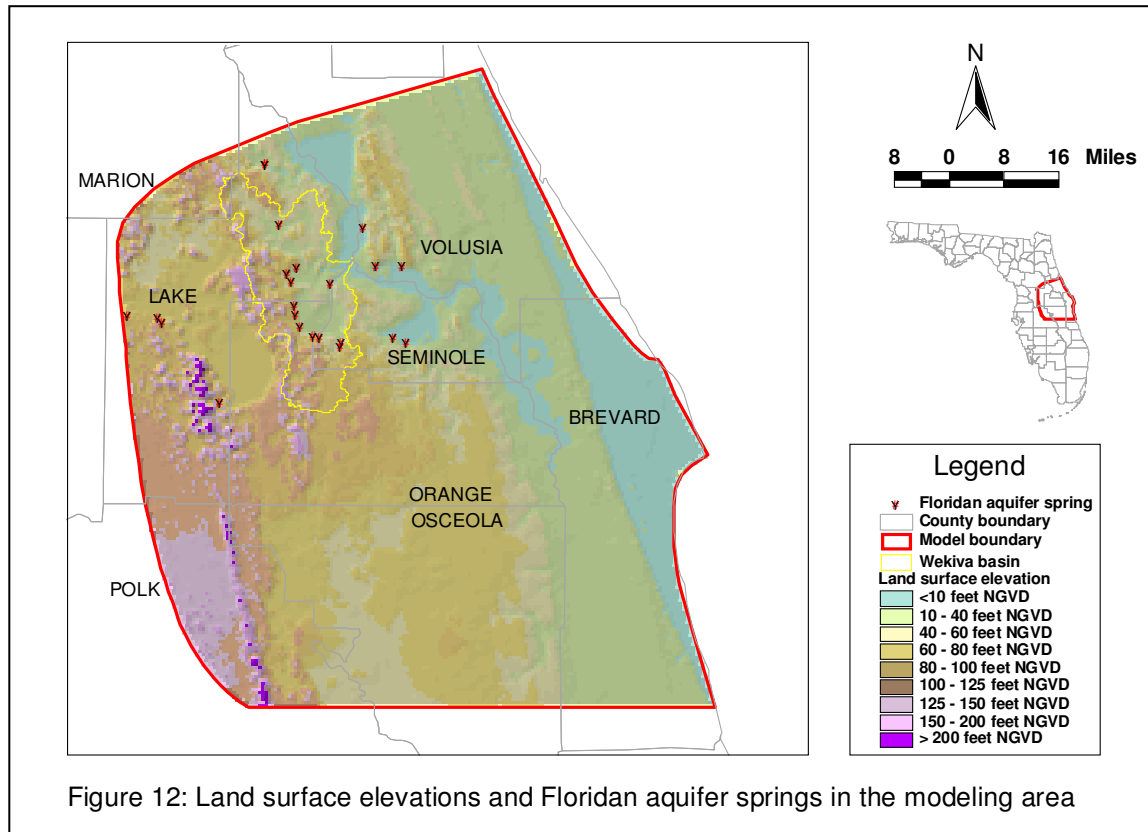 N
8 0 8 16 Miles
MARION
VOLUSIA
LAKE
SEMINOLE
BREVARD
ORANGE
OSCEOLA
POLK
Legend
Floridan aquifer spring
County boundary
Model boundary
Wekiva basin
Land surface elevation
<10 feet NGVD
10 - 40 feet NGVD
40 - 60 feet NGVD
60 - 80 feet NGVD
80 - 100 feet NGVD
100 - 125 feet NGVD
125 - 150 feet NGVD
150 - 200 feet NGVD
> 200 feet NGVD
Figure 12: Land surface elevations and Floridan aquifer springs in the modeling area